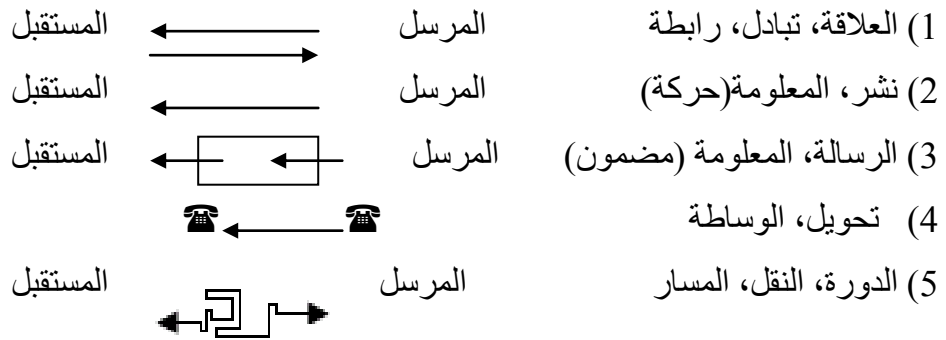 1) العلاقة، تبادل، رابطة المرسل المستقبل
2) نشر، المعلومة(حركة) المرسل المستقبل
3) الرسالة، المعلومة (مضمون) المرسل المستقبل
4) تحويل، الوساطة
5) الدورة، النقل، المسار المرسل المستقبل